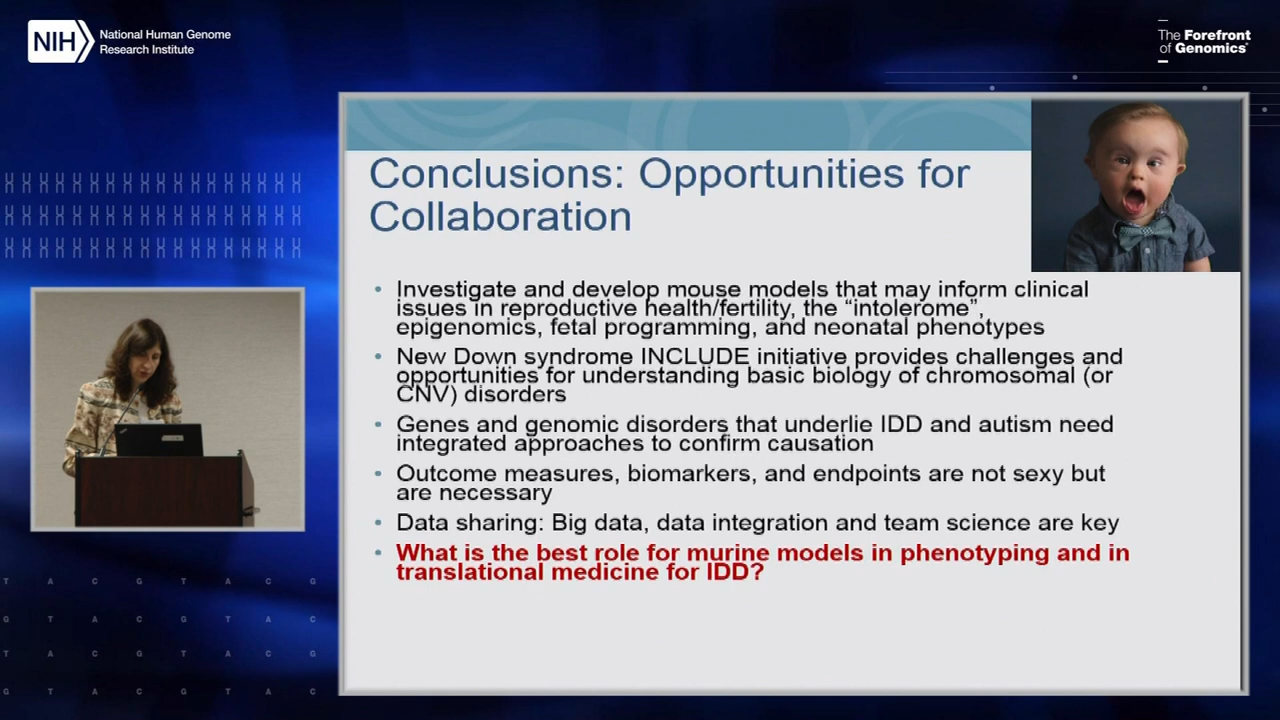 NIH
National Human Genome
Research Institute
The Forefront
of Genomics®
Conclusions: Opportunities for
Collaboration
• Investigate and develop mouse models that may inform clinical
issues in reproductive health/fertility, the “intolerome”,
epigenomics, fetal programming, and neonatal phenotypes
• New Down syndrome INCLUDE initiative provides challenges and
opportunities for understanding basic biology of chromosomal (or
CNV) disorders
• Genes and genomic disorders that underlie IDD and autism need
integrated approaches to confirm causation
• Outcome measures, biomarkers, and endpoints are not sexy but
are necessary
• Data sharing: Big data, data integration and team science are key
• What is the best role for murine models in phenotyping and in
translational medicine for IDD?
T A C G T A C G
G T A C G T A C
T A C G T A C G
G T A C G T A C